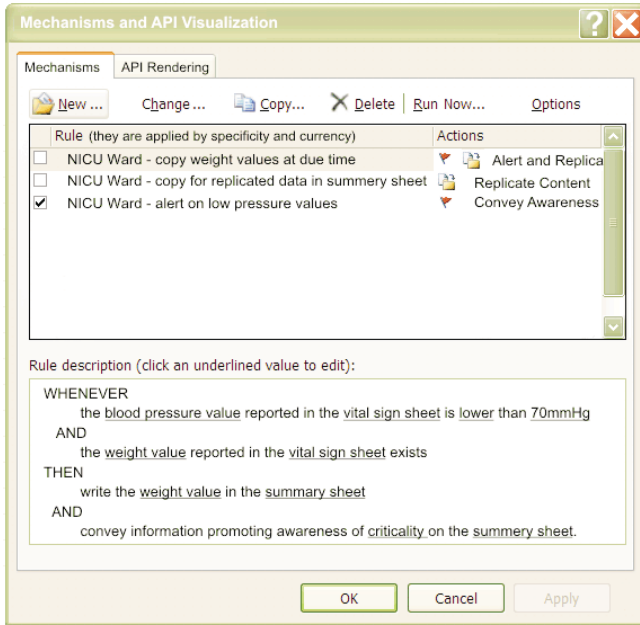 Mechanisms and API Visualization
Mechanisms API Rendering
New ... Change ... Copy... Delete Run Now... Options
Rule (they are applied by specificity and currency) Actions
NICU Ward - copy weight values at due time Alert and Replica
NICU Ward - copy for replicated data in summery sheet Replicate Content
NICU Ward - alert on low pressure values Convey Awareness
Rule description (click an underlined value to edit):
WHENEVER
the blood pressure value reported in the vital sign sheet is lower than 70mmHg
AND
the weight value reported in the vital sign sheet exists
THEN
write the weight value in the summary sheet
AND
convey information promoting awareness of criticality on the summery sheet.
OK Cancel Apply